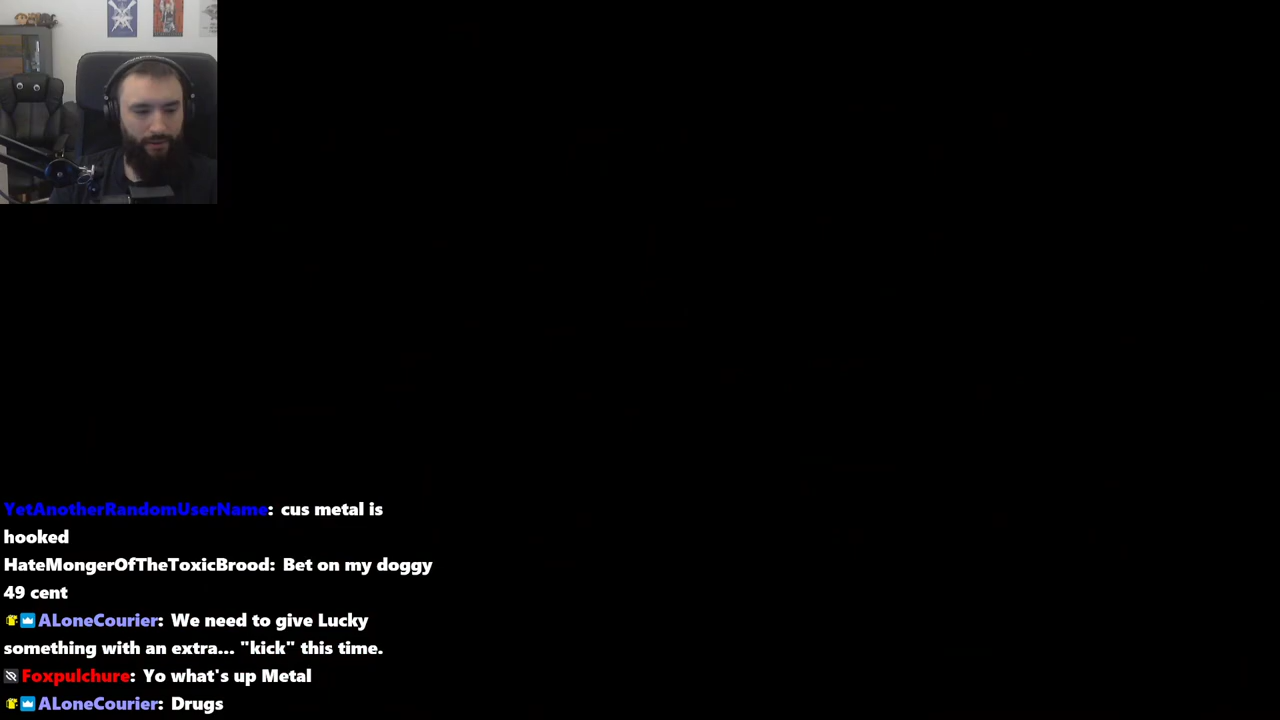 YetAnotherRandomUserName: cus metal is
hooked
HateMongerOfTheToxicBrood: Bet on my doggy
49 cent
ALoneCourier: We need to give Lucky
something with an extra... "kick" this time.
Foxpulchure: Yo what's up Metal
ALoneCourier: Drugs